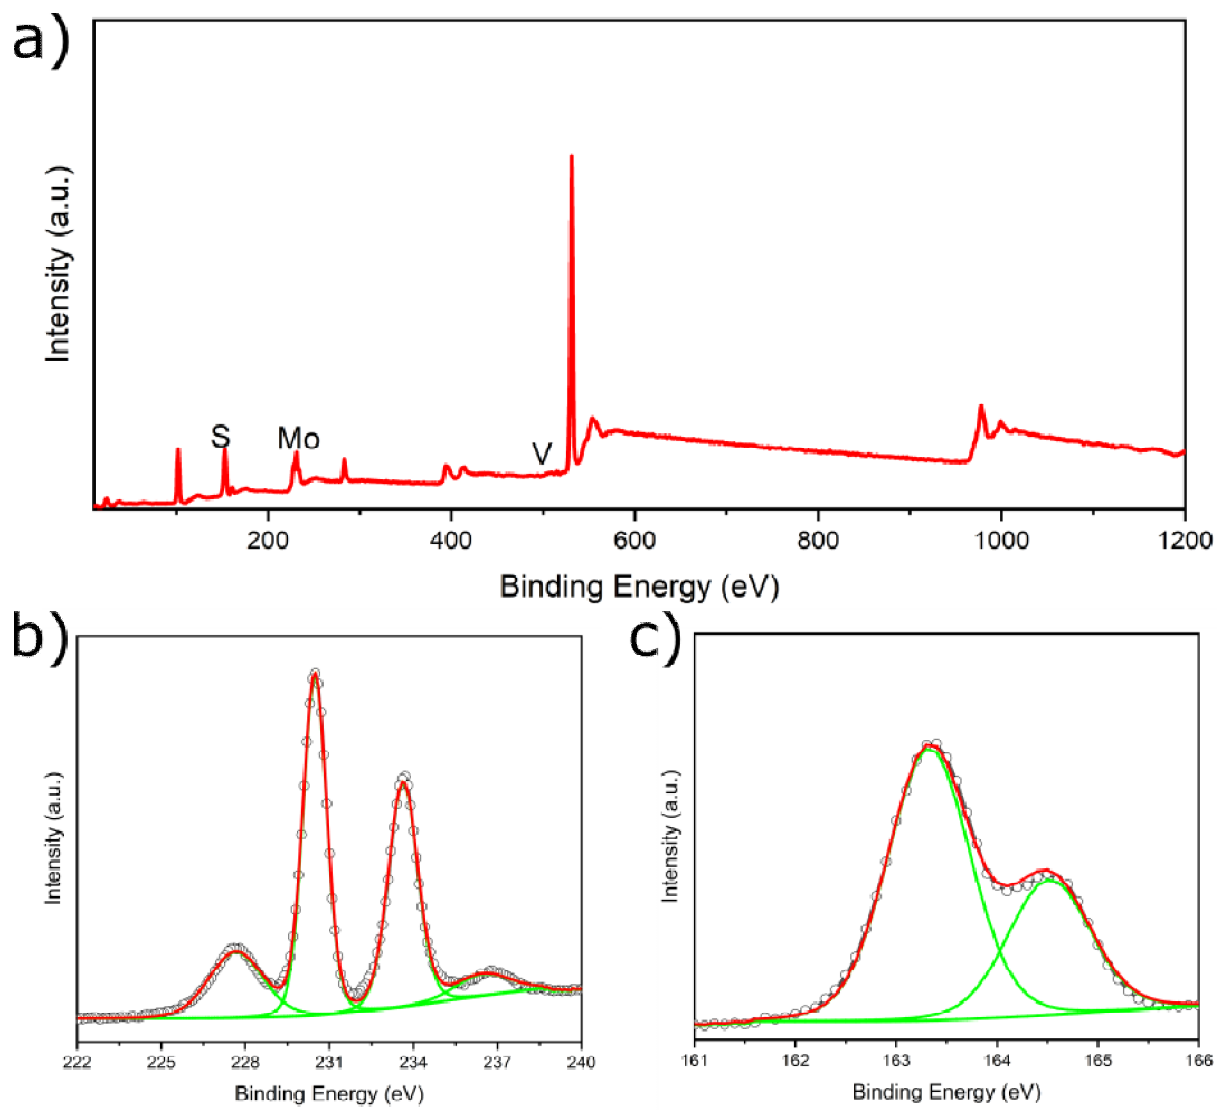 a)
Intensity (a.u.)
S
Mo
V
200
400
600
800
1000
1200
Binding Energy (eV)
b)
Intensity (a.u.)
222
225
228
231
234
237
240
Binding Energy (eV)
c)
Intensity (a.u.)
161
162
163
164
165
166
Binding Energy (eV)